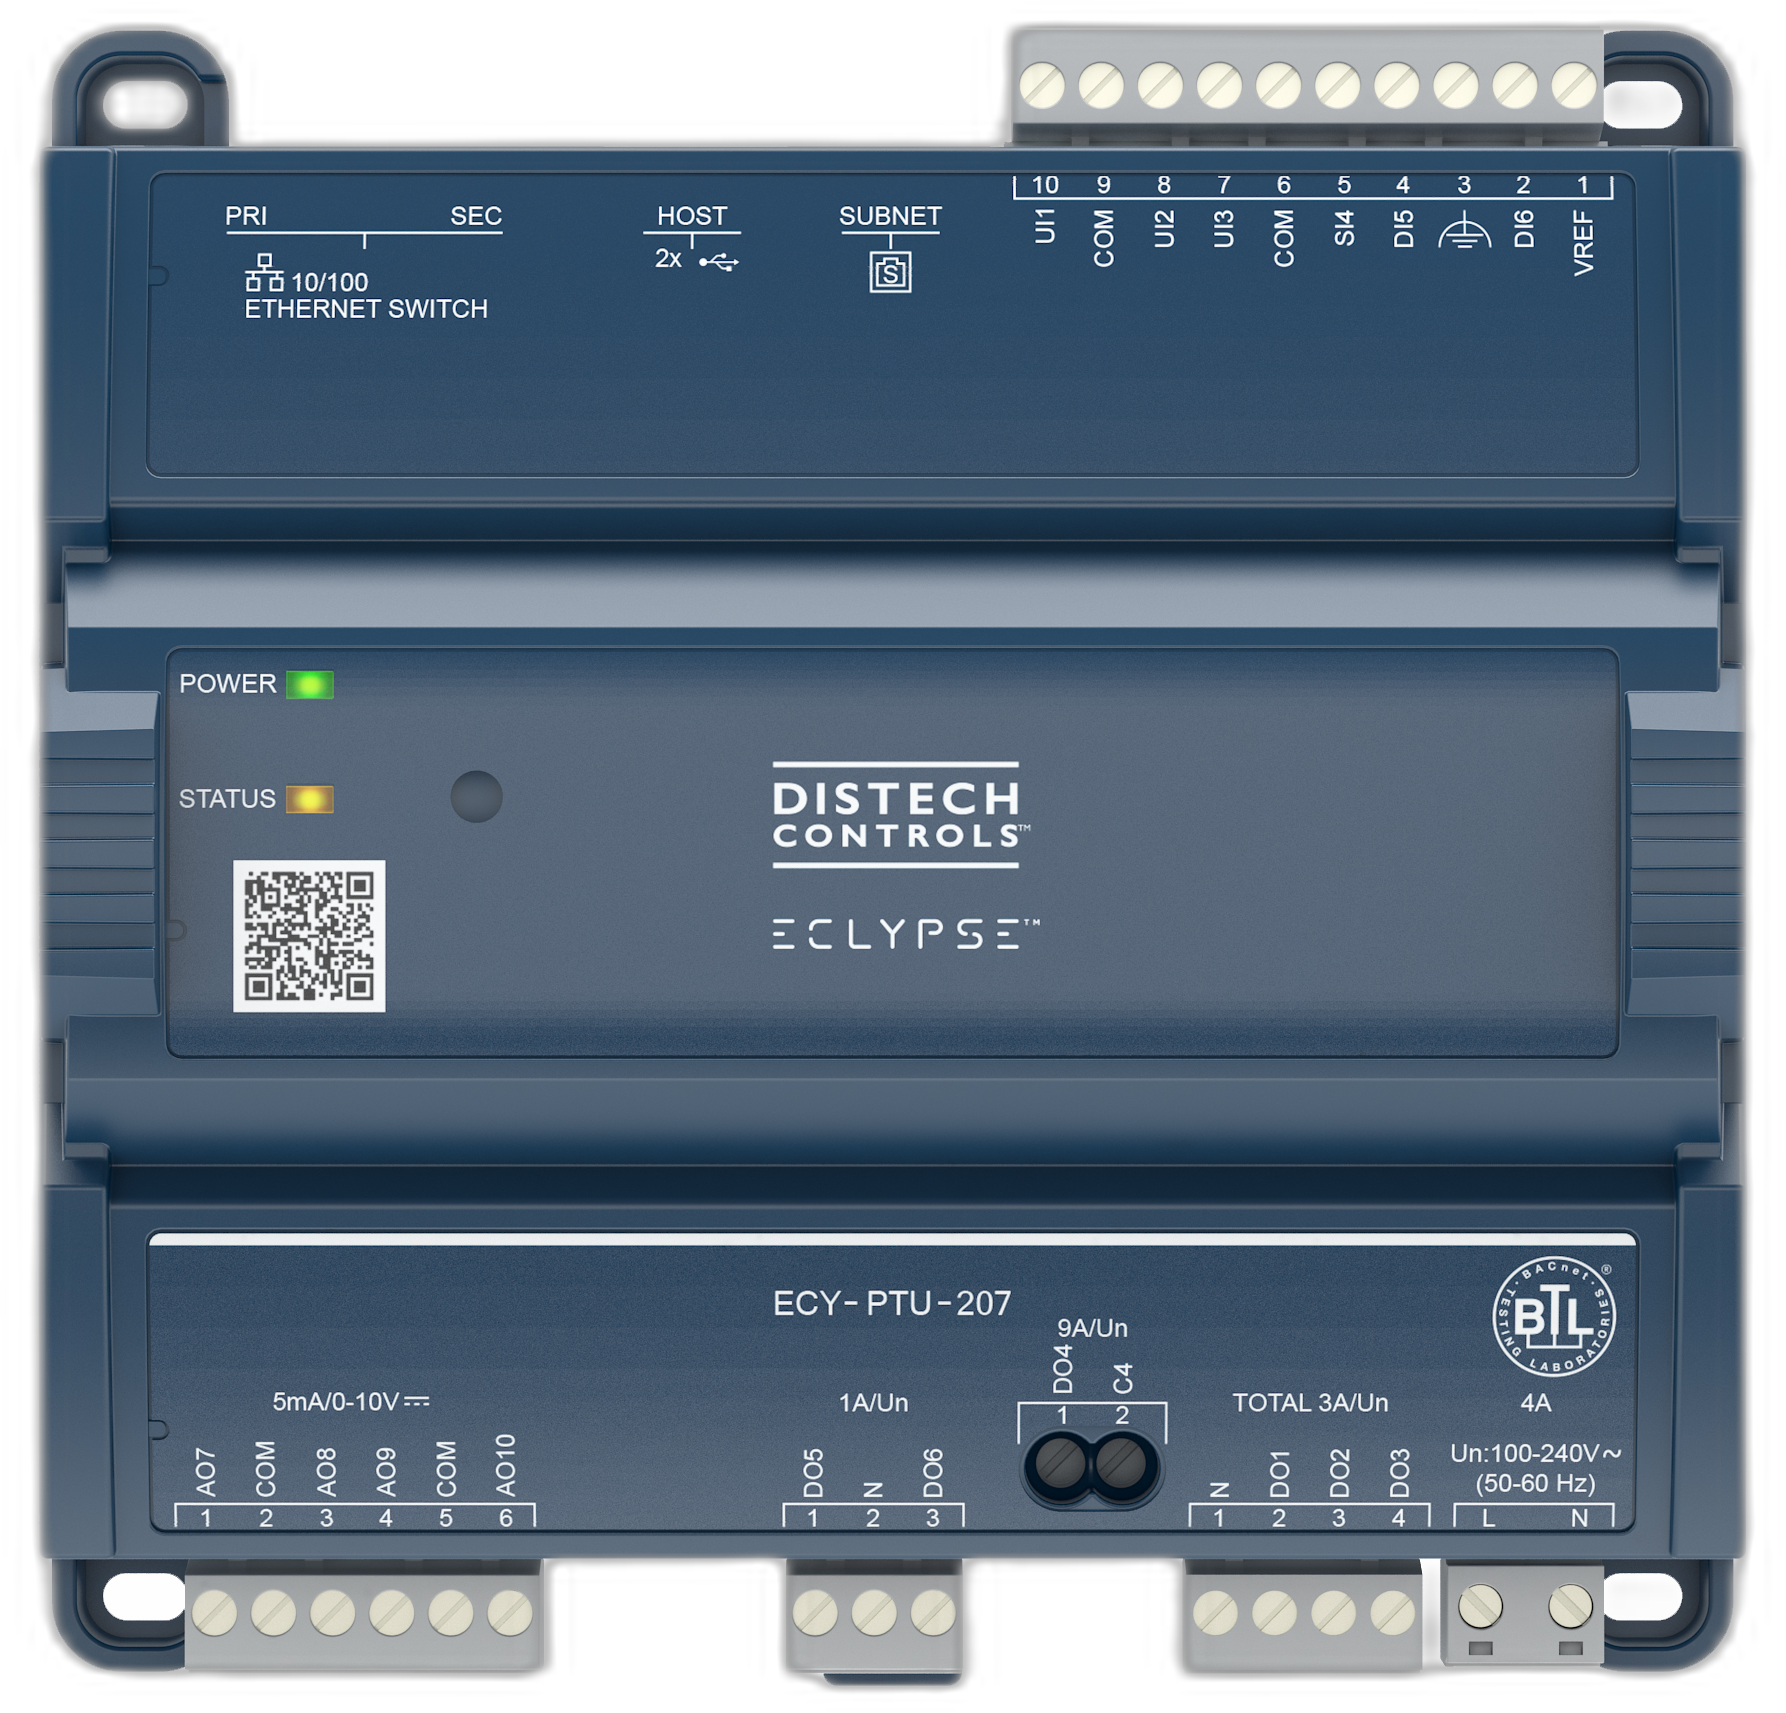 PRI SEC
10/100
ETHERNET SWITCH
HOST
2x
SUBNET
S
10 9 8 7 6 5 4 3 2 1
UI1 COM UI2 UI3 COM SI4 DI5 DI6 VREF
POWER
STATUS
DISTECH
CONTROLS™
ECLYPSE™
ECY-PTU-207
BACnet® TESTING LABORATORIES
BTL
5mA/0-10V
AO7 COM AO8 AO9 COM AO10
1 2 3 4 5 6
1A/Un
DO5 N DO6
1 2 3
9A/Un
DO4 C4
1 2
TOTAL 3A/Un
N DO1 DO2 DO3
1 2 3 4
4A
Un:100-240V~
(50-60 Hz)
L N